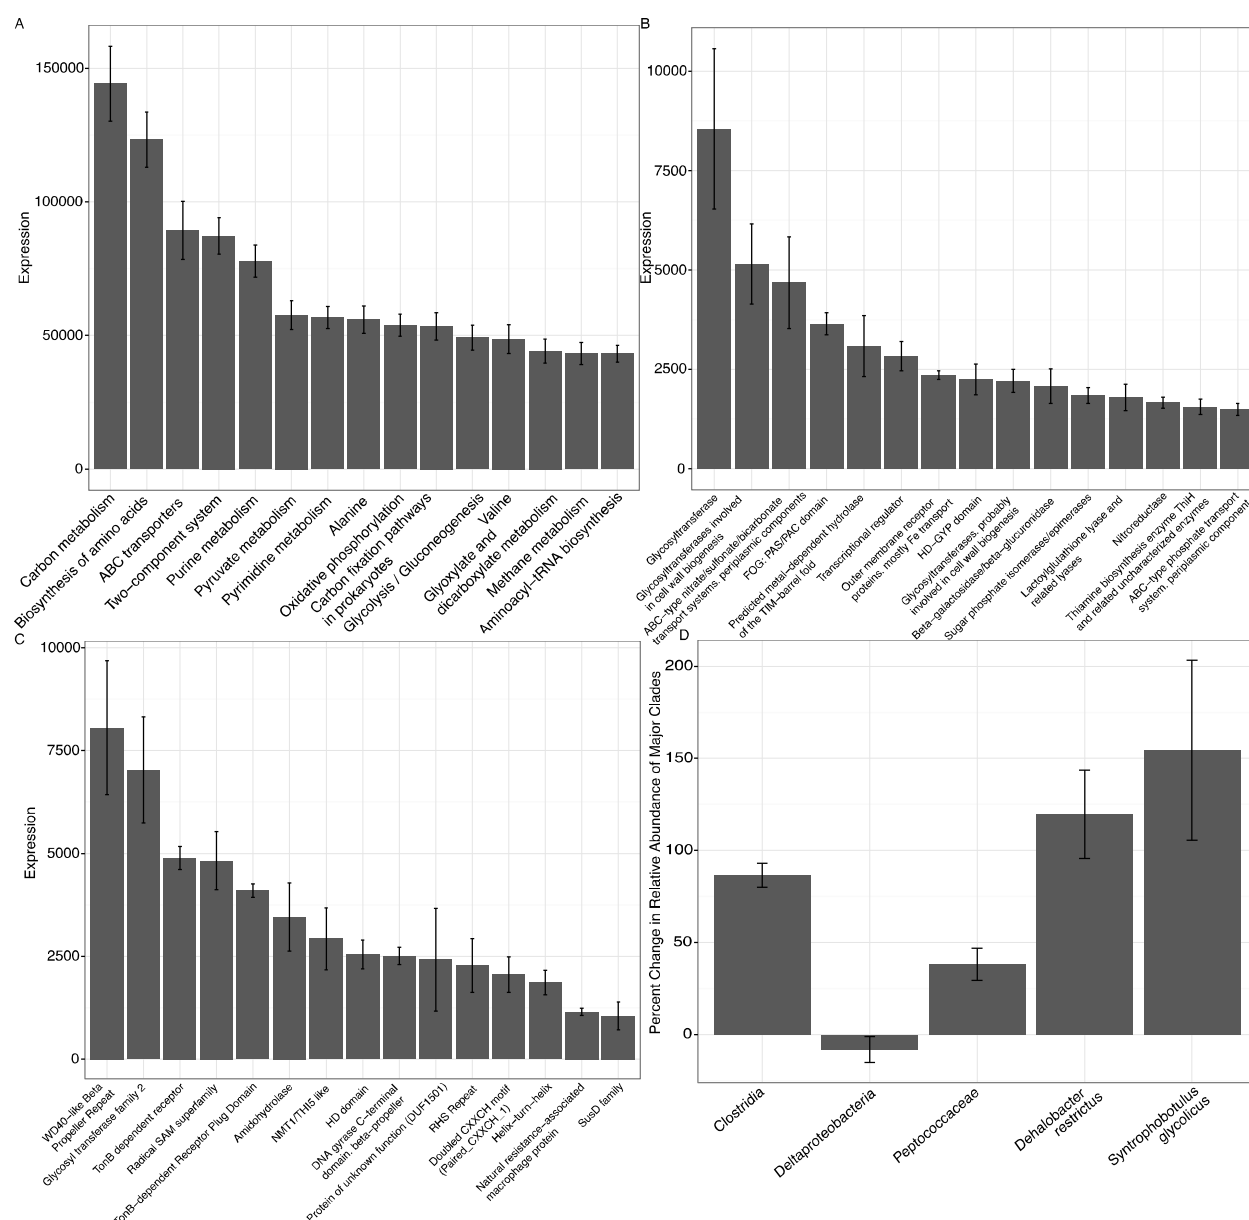 A
Expression
150000
100000
50000
0
Carbon metabolism
Biosynthesis of amino acids
ABC transporters
Two−component system
Purine metabolism
Pyruvate metabolism
Pyrimidine metabolism
Alanine
Oxidative phosphorylation
Carbon fixation pathways
in prokaryotes
Glycolysis / Gluconeogenesis
Glyoxylate and
dicarboxylate metabolism
Valine
Methane metabolism
Aminoacyl−tRNA biosynthesis
B
Expression
10000
7500
5000
2500
0
Glycosyltransferase
Glycosyltransferases involved
in cell wall biogenesis
ABC−type nitrate/sulfonate/bicarbonate
transport systems, periplasmic components
FOG: PAS/PAC domain
Predicted metal−dependent hydrolase
of the TIM−barrel fold
Transcriptional regulator
Outer membrane receptor
proteins, mostly Fe transport
HD−GYP domain
Glycosyltransferases, probably
involved in cell wall biogenesis
Beta−galactosidase/beta−glucuronidase
Sugar phosphate isomerases/epimerases
Lactoylglutathione lyase and
related lyases
Nitroreductase
Thiamine biosynthesis enzyme ThiH
and related uncharacterized enzymes
ABC−type phosphate transport
system, periplasmic component
C
Expression
10000
7500
5000
2500
0
WD40−like Beta
Propeller Repeat
Glycosyl transferase family 2
TonB dependent receptor
Radical SAM superfamily
TonB−dependent Receptor Plug Domain
Amidohydrolase
NMT1/THI5 like
HD domain
DNA gyrase C−terminal
domain, beta−propeller
Protein of unknown function (DUF1501)
RHS Repeat
Doubled CXXCH motif
(Paired_CXXCH_1)
Helix−turn−helix
Natural resistance−associated
macrophage protein
SusD family
D
Percent Change in Relative Abundance of Major Clades
200
150
100
50
0
Clostridia
Deltaproteobacteria
Peptococcaceae
Dehalobacter
restrictus
Syntrophobotulus
glycolicus